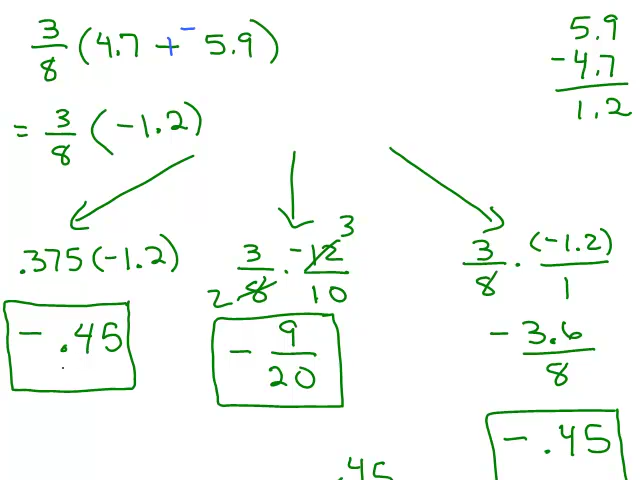 3/8 (4.7 + ⁻5.9)
5.9
- 4.7
1.2
= 3/8 (-1.2)
.375(-1.2)
- .45
3/8 · -12/10
2 3
- 9/20
3/8 · (-1.2)/1
- 3.6/8
- .45
.45